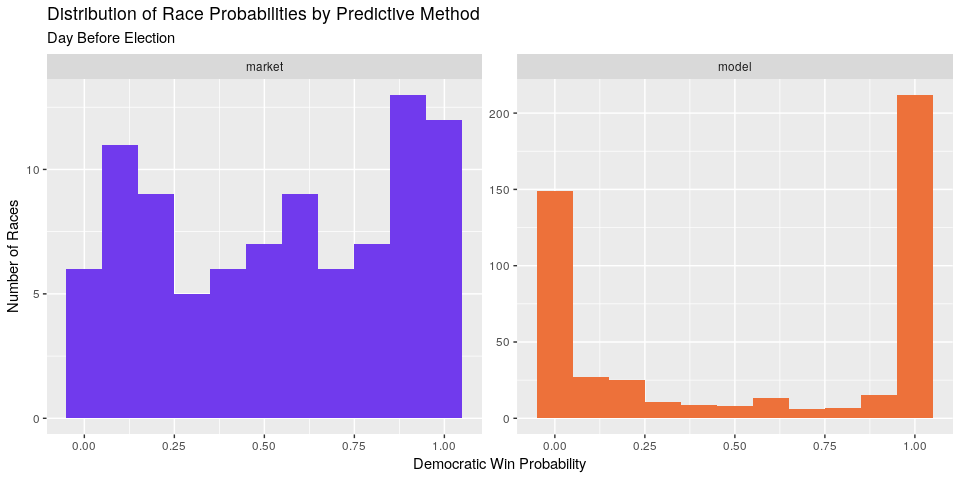 Distribution of Race Probabilities by Predictive Method
Day Before Election
market
model
Number of Races
10
5
0
200
150
100
50
0
0.00 0.25 0.50 0.75 1.00
0.00 0.25 0.50 0.75 1.00
Democratic Win Probability